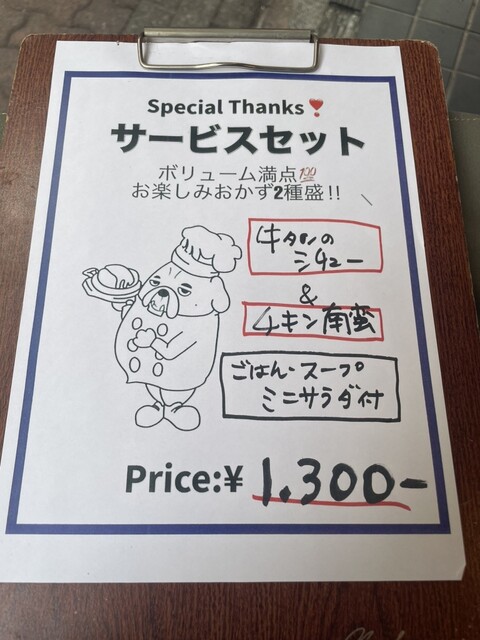 Special Thanks❣
サービスセット
ボリューム満点💯
お楽しみおかず2種盛!!
牛タンの
シチュー
&
チキン南蛮
ごはん・スープ
ミニサラダ付
Price:¥ 1,300-